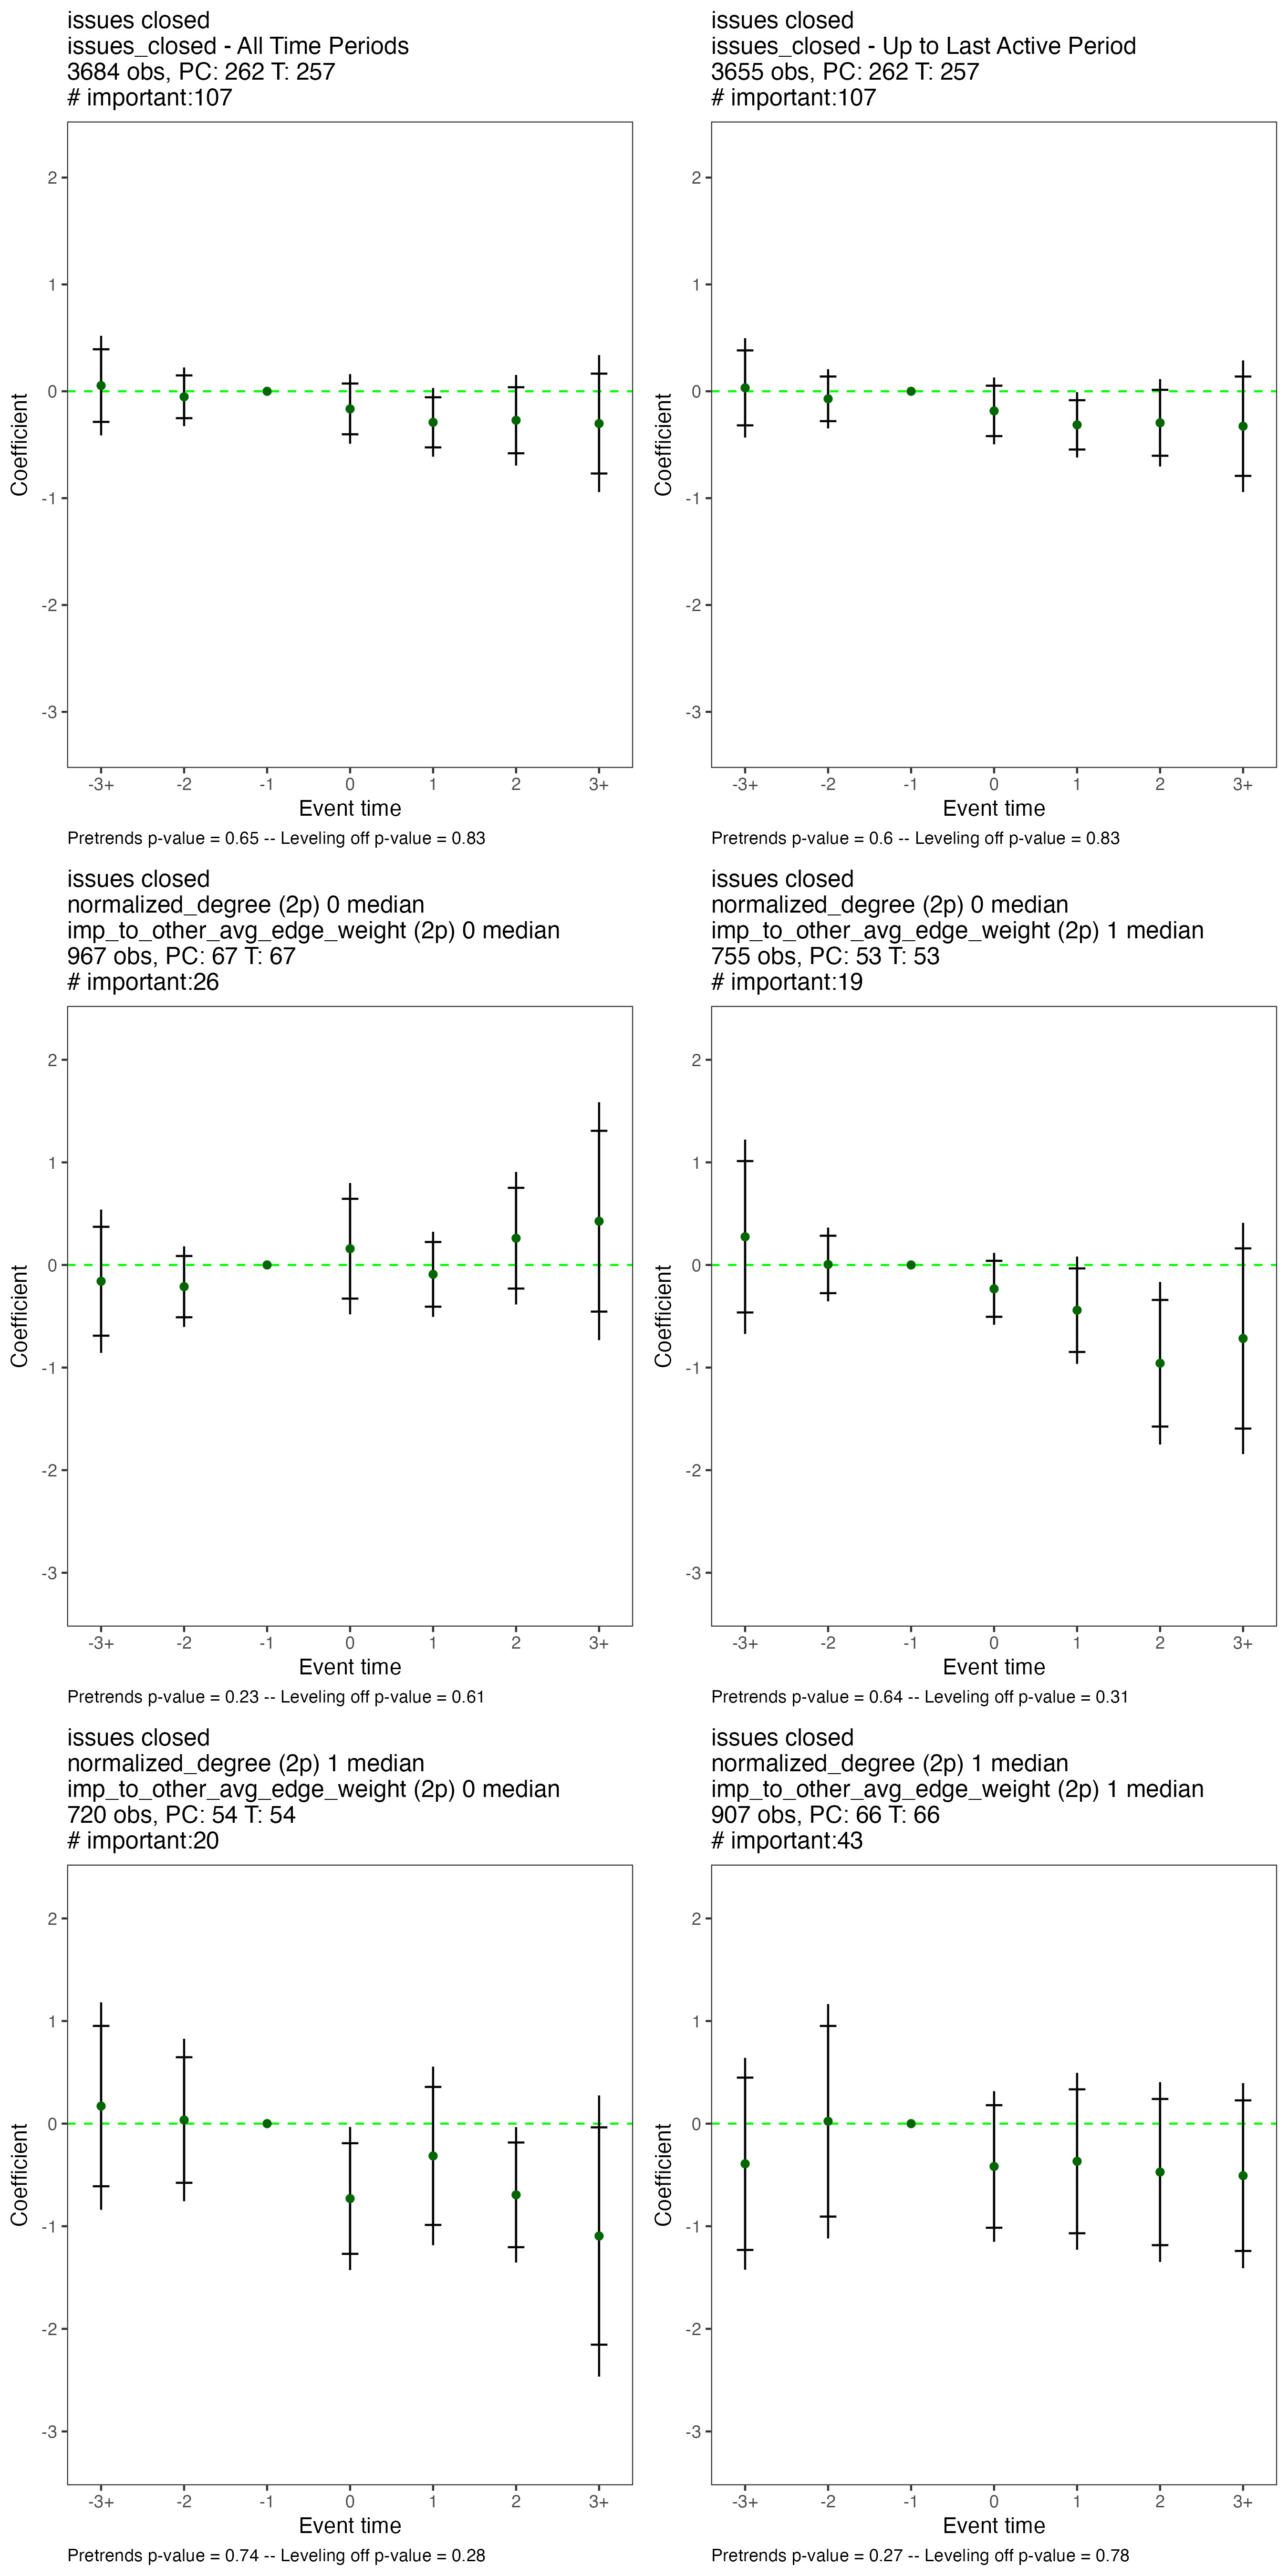 issues closed
issues_closed - All Time Periods
3684 obs, PC: 262 T: 257
# important:107
2
1
0
-1
-2
-3
Coefficient
-3+ -2 -1 0 1 2 3+
Event time
Pretrends p-value = 0.65 -- Leveling off p-value = 0.83
issues closed
issues_closed - Up to Last Active Period
3655 obs, PC: 262 T: 257
# important:107
2
1
0
-1
-2
-3
Coefficient
-3+ -2 -1 0 1 2 3+
Event time
Pretrends p-value = 0.6 -- Leveling off p-value = 0.83
issues closed
normalized_degree (2p) 0 median
imp_to_other_avg_edge_weight (2p) 0 median
967 obs, PC: 67 T: 67
# important:26
2
1
0
-1
-2
-3
Coefficient
-3+ -2 -1 0 1 2 3+
Event time
Pretrends p-value = 0.23 -- Leveling off p-value = 0.61
issues closed
normalized_degree (2p) 0 median
imp_to_other_avg_edge_weight (2p) 1 median
755 obs, PC: 53 T: 53
# important:19
2
1
0
-1
-2
-3
Coefficient
-3+ -2 -1 0 1 2 3+
Event time
Pretrends p-value = 0.64 -- Leveling off p-value = 0.31
issues closed
normalized_degree (2p) 1 median
imp_to_other_avg_edge_weight (2p) 0 median
720 obs, PC: 54 T: 54
# important:20
2
1
0
-1
-2
-3
Coefficient
-3+ -2 -1 0 1 2 3+
Event time
Pretrends p-value = 0.74 -- Leveling off p-value = 0.28
issues closed
normalized_degree (2p) 1 median
imp_to_other_avg_edge_weight (2p) 1 median
907 obs, PC: 66 T: 66
# important:43
2
1
0
-1
-2
-3
Coefficient
-3+ -2 -1 0 1 2 3+
Event time
Pretrends p-value = 0.27 -- Leveling off p-value = 0.78